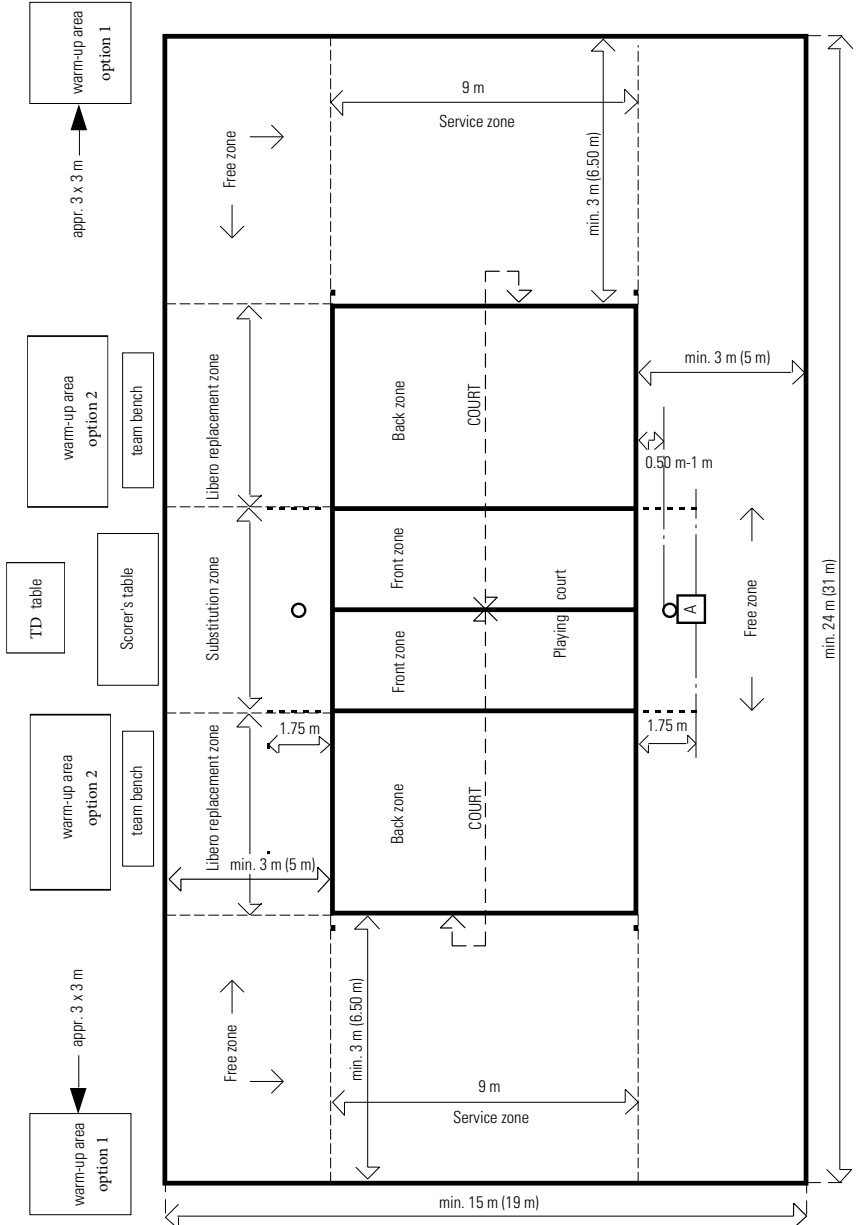 warm-up area
option 1
appr. 3 x 3 m
warm-up area
option 2
team bench
TD table
Scorer's table
warm-up area
option 2
team bench
appr. 3 x 3 m
warm-up area
option 1
Free zone
9 m
Service zone
min. 3 m (6.50 m)
Libero replacement zone
Back zone
COURT
min. 3 m (5 m)
0.50 m-1 m
Substitution zone
Front zone
Front zone
Playing court
A
Free zone
min. 24 m (31 m)
1.75 m
1.75 m
Libero replacement zone
min. 3 m (5 m)
Back zone
COURT
Free zone
min. 3 m (6.50 m)
9 m
Service zone
min. 15 m (19 m)